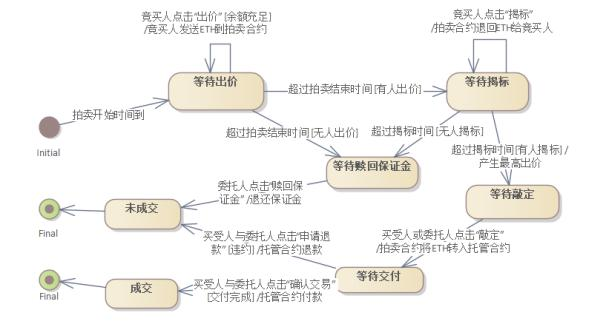 竟买人点击“出价” [余额充足]
/竟买人发送ETH到拍卖合约
竟买人点击“揭标”
/拍卖合约退回ETH给竟买人
等待出价
超过拍卖结束时间[有人出价]
等待揭标
拍卖开始时间到
Initial
超过拍卖结束时间[无人出价]
超过揭标时间[无人揭标]
超过揭标时间[有人揭标] /
产生最高出价
等待赎回保证金
委托人点击“赎回保
证金” /退还保证金
等待敲定
未成交
Final
买受人与委托人点击“申请退
款” [违约] /托管合约退款
买受人或委托人点击“敲定”
/拍卖合约将ETH转入托管合约
等待交付
成交
Final
买受人与委托人点击“确认交易”
[交付完成] /托管合约付款